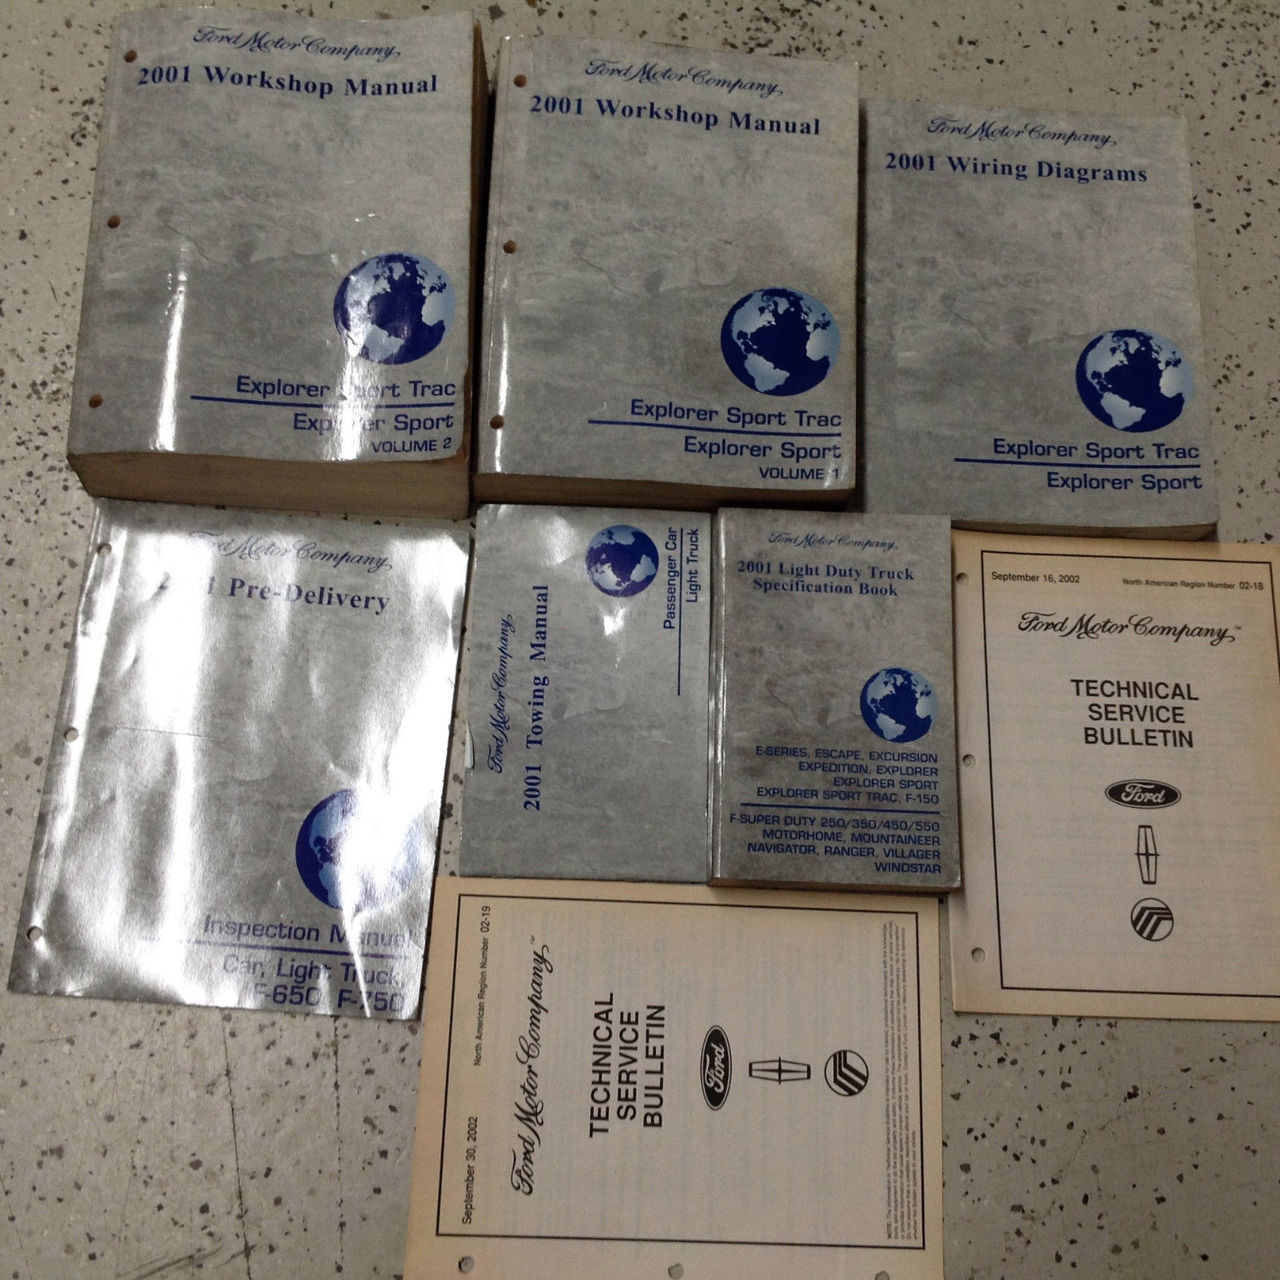 Ford Motor Company
2001 Workshop Manual
Explorer Sport Trac
Explorer Sport
VOLUME 2
Ford Motor Company
2001 Workshop Manual
Explorer Sport Trac
Explorer Sport
VOLUME 1
Ford Motor Company
2001 Wiring Diagrams
Explorer Sport Trac
Explorer Sport
Ford Motor Company
1 Pre-Delivery
Inspection Manual
Car, Light Truck,
F-650, F-750
Ford Motor Company
2001 Towing Manual
Passenger Car
Light Truck
Ford Motor Company
2001 Light Duty Truck
Specification Book
E-SERIES, ESCAPE, EXCURSION
EXPEDITION, EXPLORER
EXPLORER SPORT
EXPLORER SPORT TRAC, F-150
F-SUPER DUTY 250/350/450/550
MOTORHOME, MOUNTAINEER
NAVIGATOR, RANGER, VILLAGER
WINDSTAR
September 16, 2002 North American Region Number 02-18
Ford Motor Company™
TECHNICAL
SERVICE
BULLETIN
Ford
September 30, 2002 North American Region Number 02-19
Ford Motor Company™
TECHNICAL
SERVICE
BULLETIN
Ford